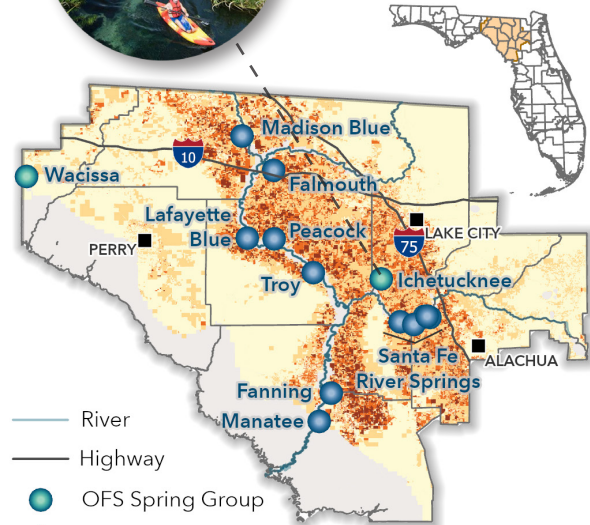 Madison Blue
10
Wacissa
Falmouth
Lafayette
Blue
Peacock
LAKE CITY
PERRY
75
Troy
Ichetucknee
Santa Fe
River Springs
ALACHUA
Fanning
Manatee
River
Highway
OFS Spring Group